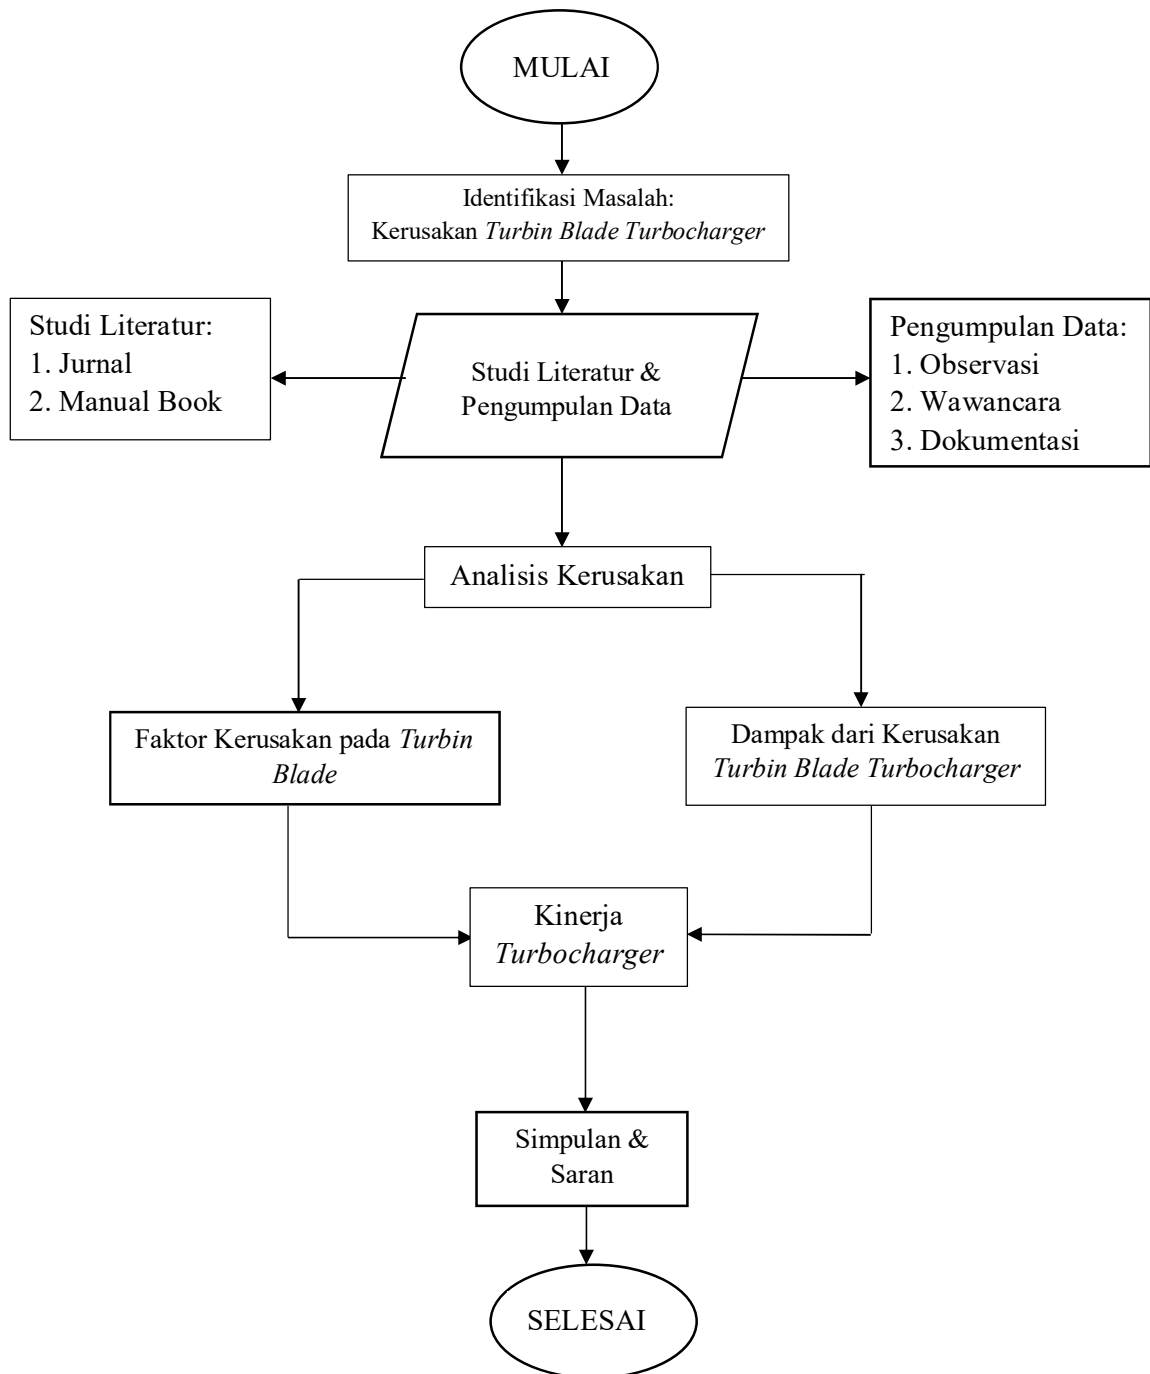 MULAI
Identifikasi Masalah:
Kerusakan Turbin Blade Turbocharger
Studi Literatur:
1. Jurnal
2. Manual Book
Studi Literatur &
Pengumpulan Data
Pengumpulan Data:
1. Observasi
2. Wawancara
3. Dokumentasi
Analisis Kerusakan
Faktor Kerusakan pada Turbin
Blade
Dampak dari Kerusakan
Turbin Blade Turbocharger
Kinerja
Turbocharger
Simpulan &
Saran
SELESAI